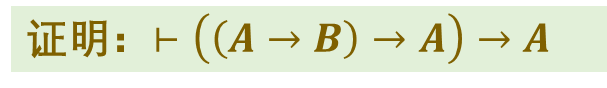 证明：⊢ ((A → B) → A) → A